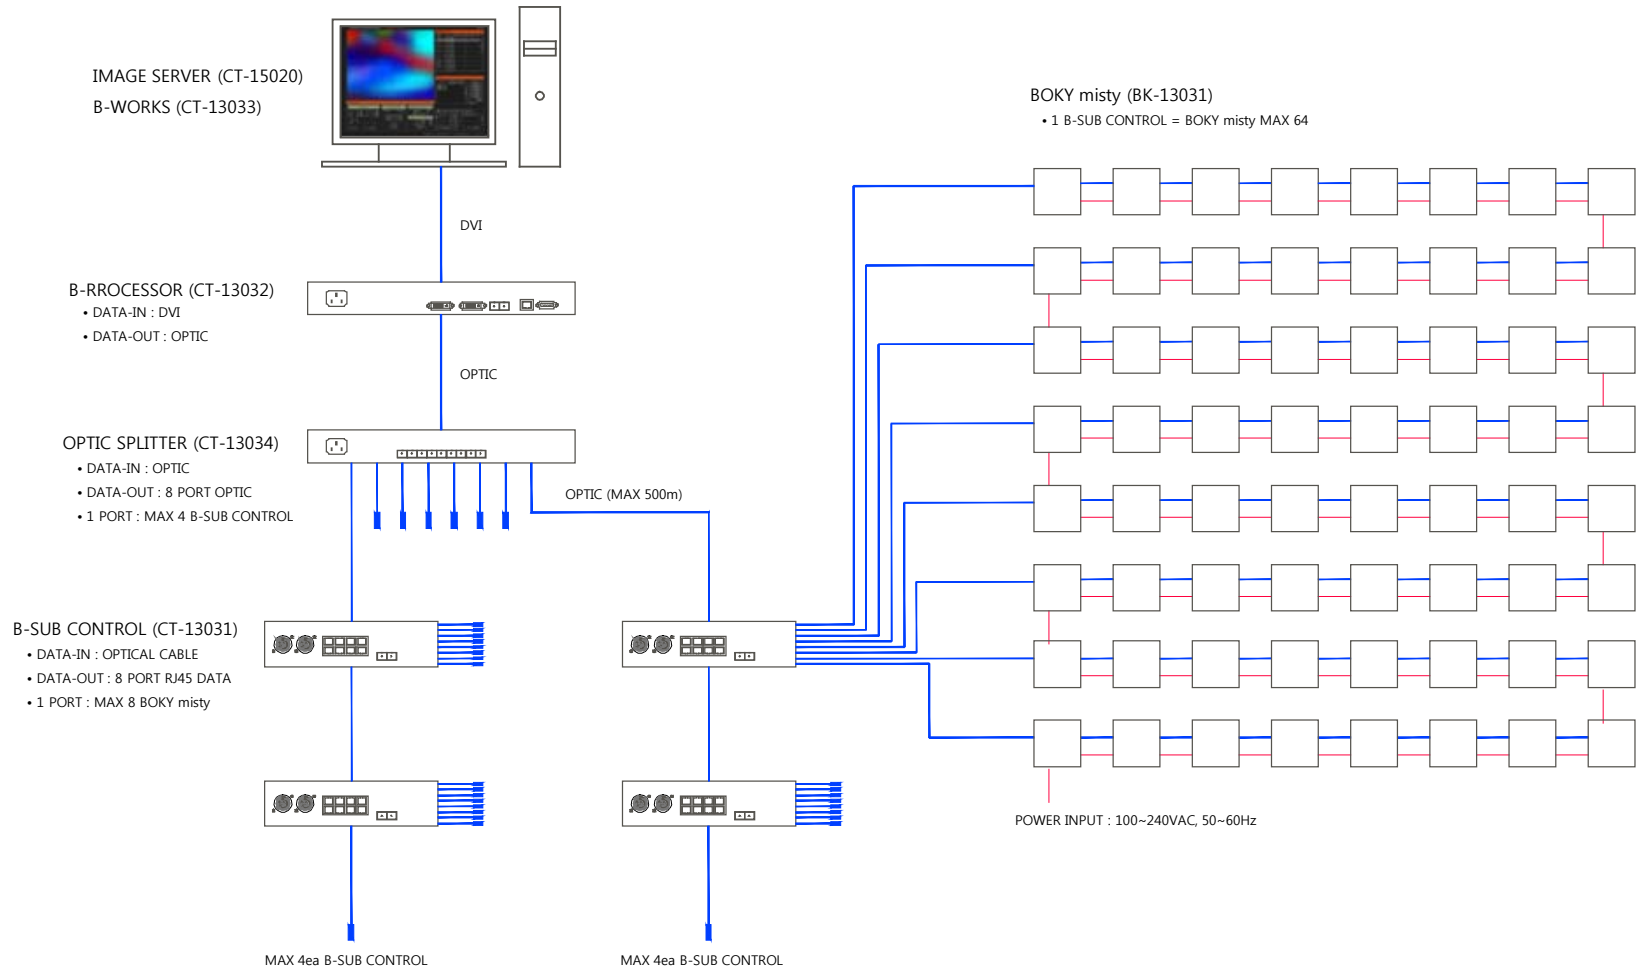 IMAGE SERVER (CT-15020)
B-WORKS (CT-13033)
DVI
B-RROCESSOR (CT-13032)
• DATA-IN : DVI
• DATA-OUT : OPTIC
OPTIC
OPTIC SPLITTER (CT-13034)
• DATA-IN : OPTIC
• DATA-OUT : 8 PORT OPTIC
• 1 PORT : MAX 4 B-SUB CONTROL
OPTIC (MAX 500m)
B-SUB CONTROL (CT-13031)
• DATA-IN : OPTICAL CABLE
• DATA-OUT : 8 PORT RJ45 DATA
• 1 PORT : MAX 8 BOKY misty
MAX 4ea B-SUB CONTROL
MAX 4ea B-SUB CONTROL
BOKY misty (BK-13031)
• 1 B-SUB CONTROL = BOKY misty MAX 64
POWER INPUT : 100~240VAC, 50~60Hz